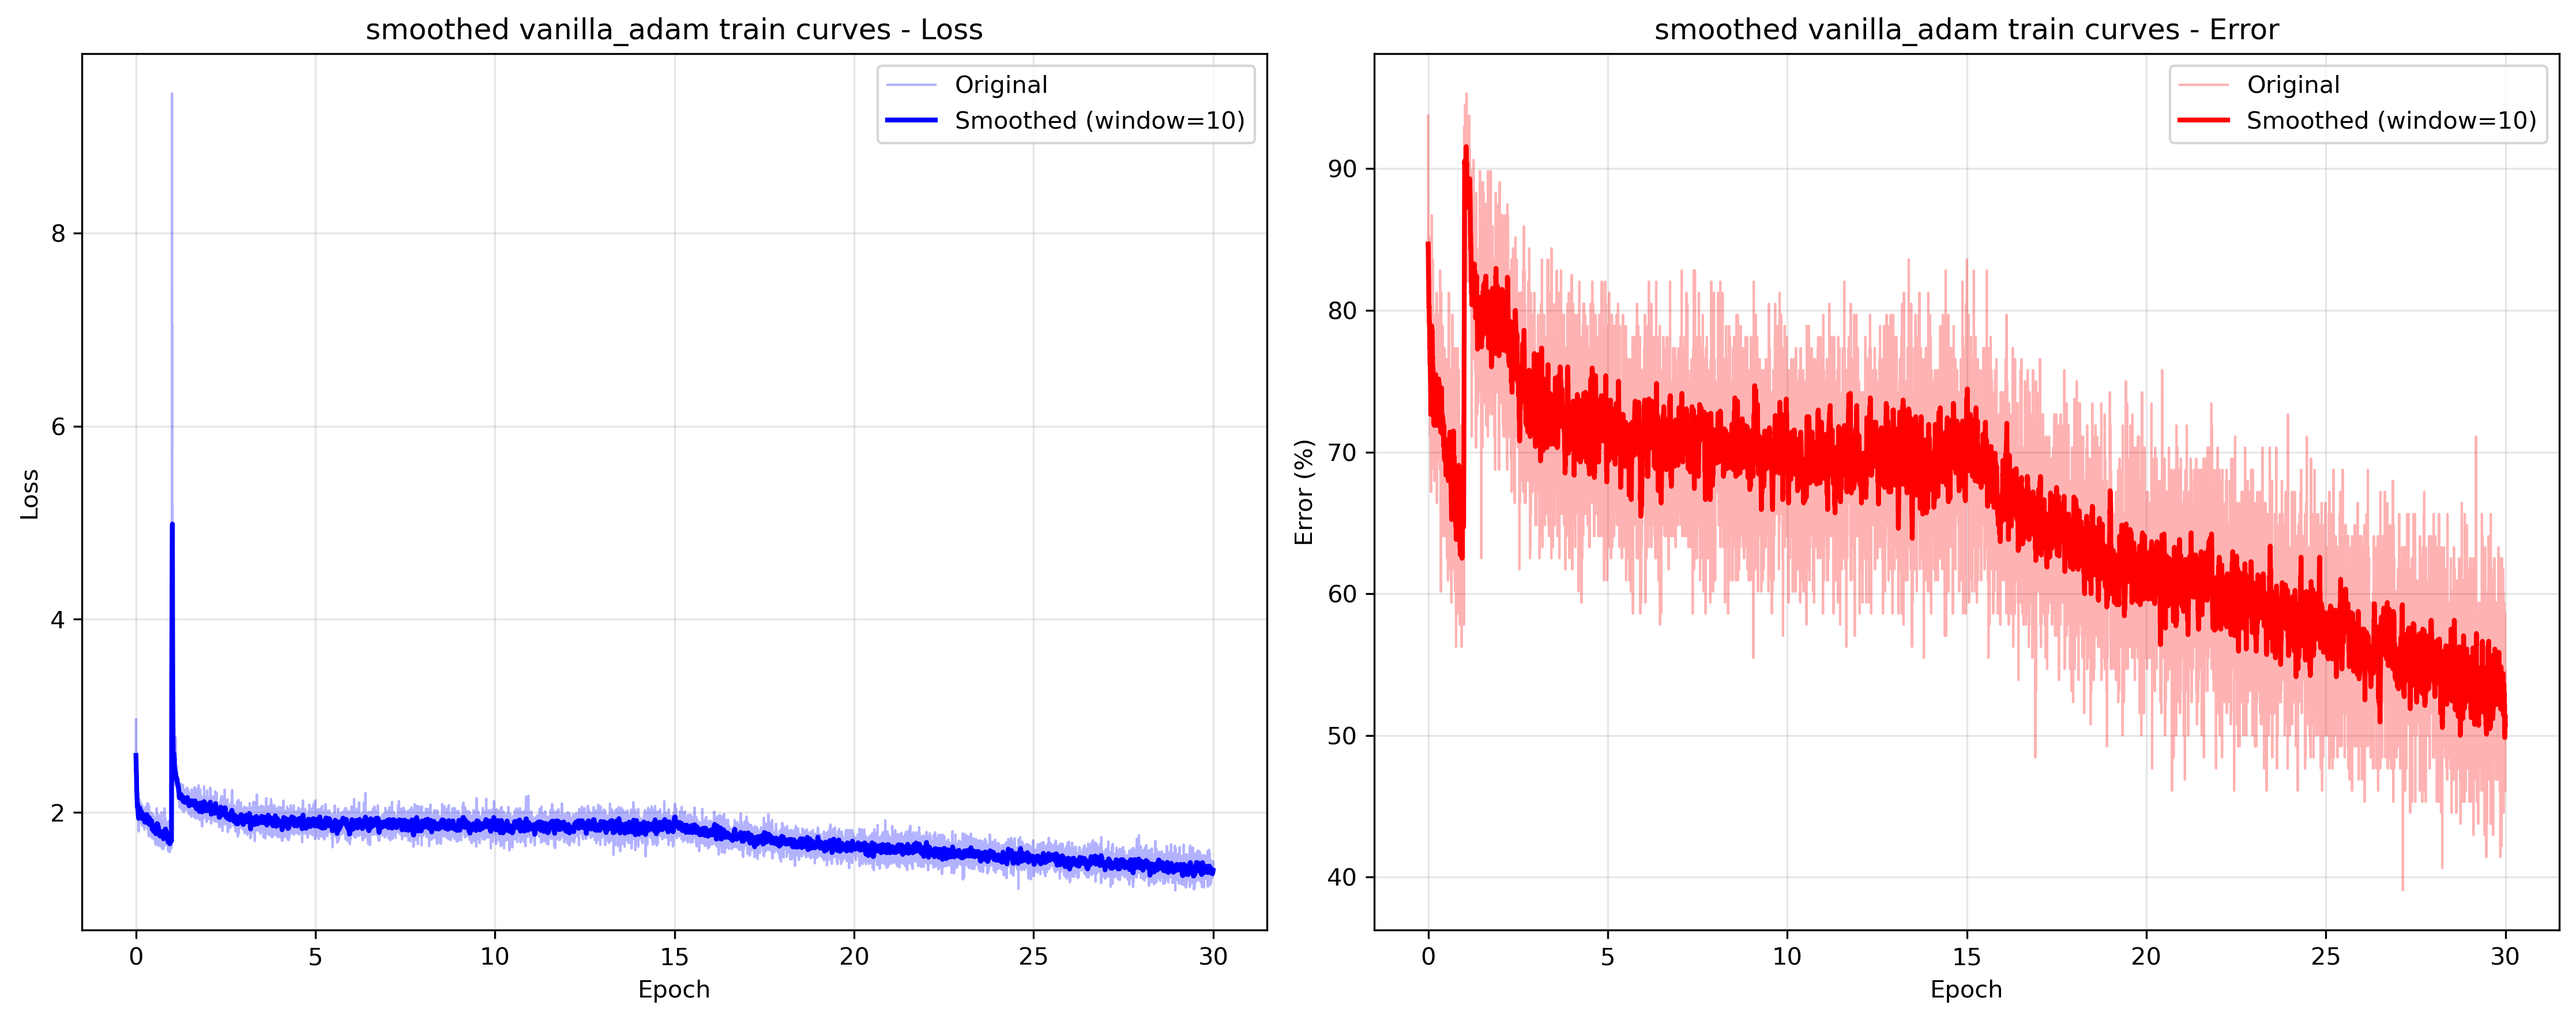 smoothed vanilla_adam train curves - Loss
Original
Smoothed (window=10)
8
6
4
2
Loss
0
5
10
15
20
25
30
Epoch
smoothed vanilla_adam train curves - Error
Original
Smoothed (window=10)
90
80
70
60
50
40
Error (%)
0
5
10
15
20
25
30
Epoch